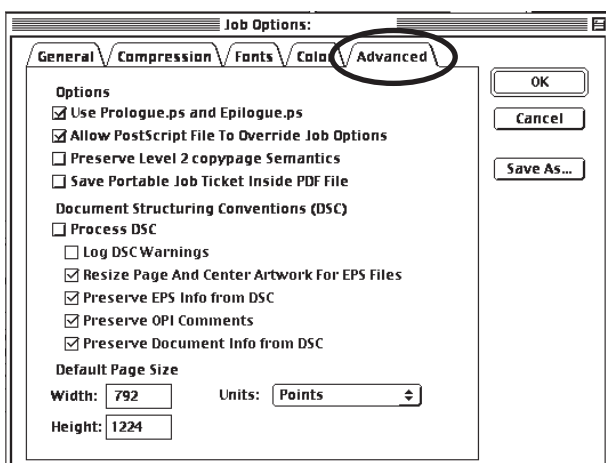 Job Options:
General Compression Fonts Color Advanced
Options
Use Prologue.ps and Epilogue.ps
Allow PostScript File To Override Job Options
Preserve Level 2 copypage Semantics
Save Portable Job Ticket Inside PDF File
Document Structuring Conventions (DSC)
Process DSC
Log DSC Warnings
Resize Page And Center Artwork For EPS Files
Preserve EPS Info from DSC
Preserve OPI Comments
Preserve Document Info from DSC
Default Page Size
Width: 792 Units: Points
Height: 1224
OK
Cancel
Save As...